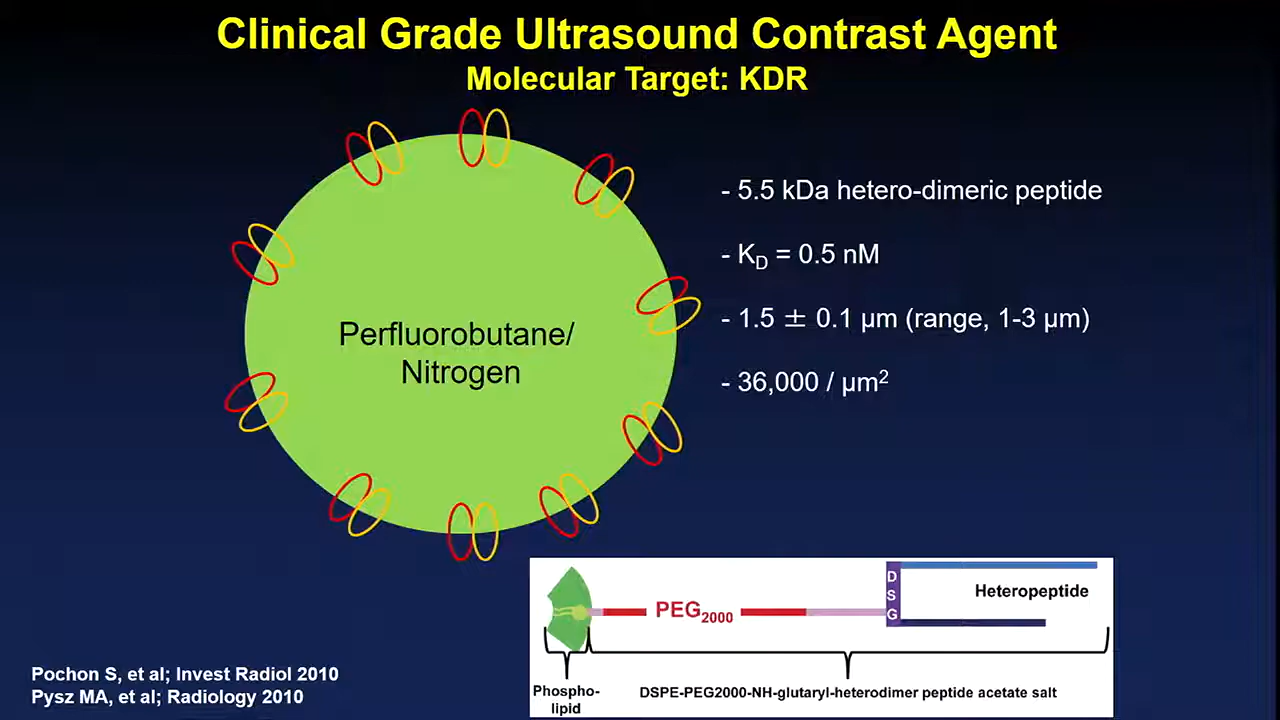 Clinical Grade Ultrasound Contrast Agent
Molecular Target: KDR
Perfluorobutane/
Nitrogen
- 5.5 kDa hetero-dimeric peptide
- K_D = 0.5 nM
- 1.5 ± 0.1 µm (range, 1-3 µm)
- 36,000 / µm²
D
S
G
Heteropeptide
PEG₂₀₀₀
Phospho-
lipid
DSPE-PEG2000-NH-glutaryl-heterodimer peptide acetate salt
Pochon S, et al; Invest Radiol 2010
Pysz MA, et al; Radiology 2010